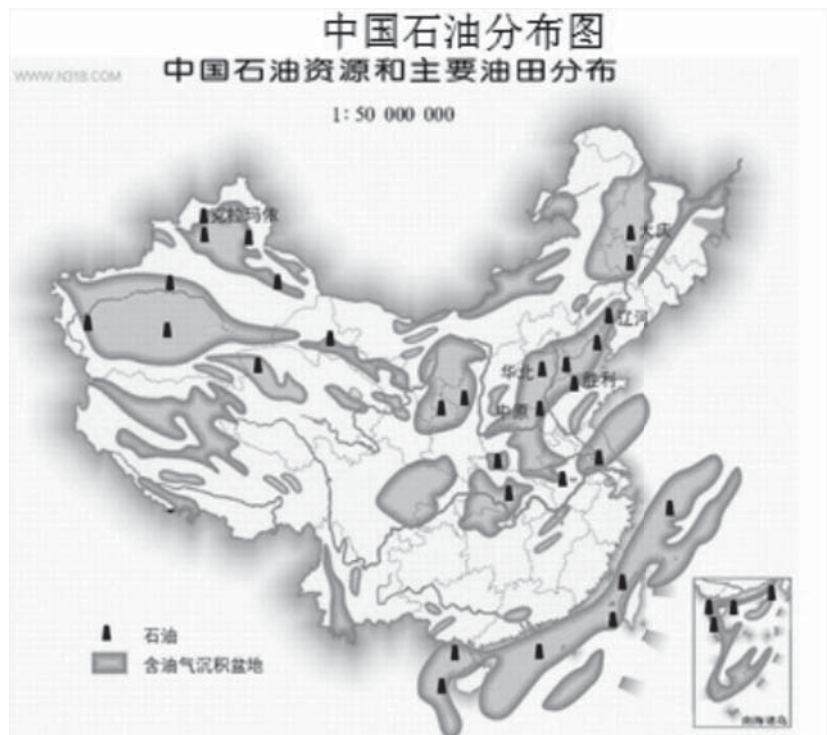 中国石油分布图
WWW.N318.COM
中国石油资源和主要油田分布
1: 50 000 000
克拉玛依
大庆
辽河
华北
胜利
中原
石油
含油气沉积盆地
南海诸岛